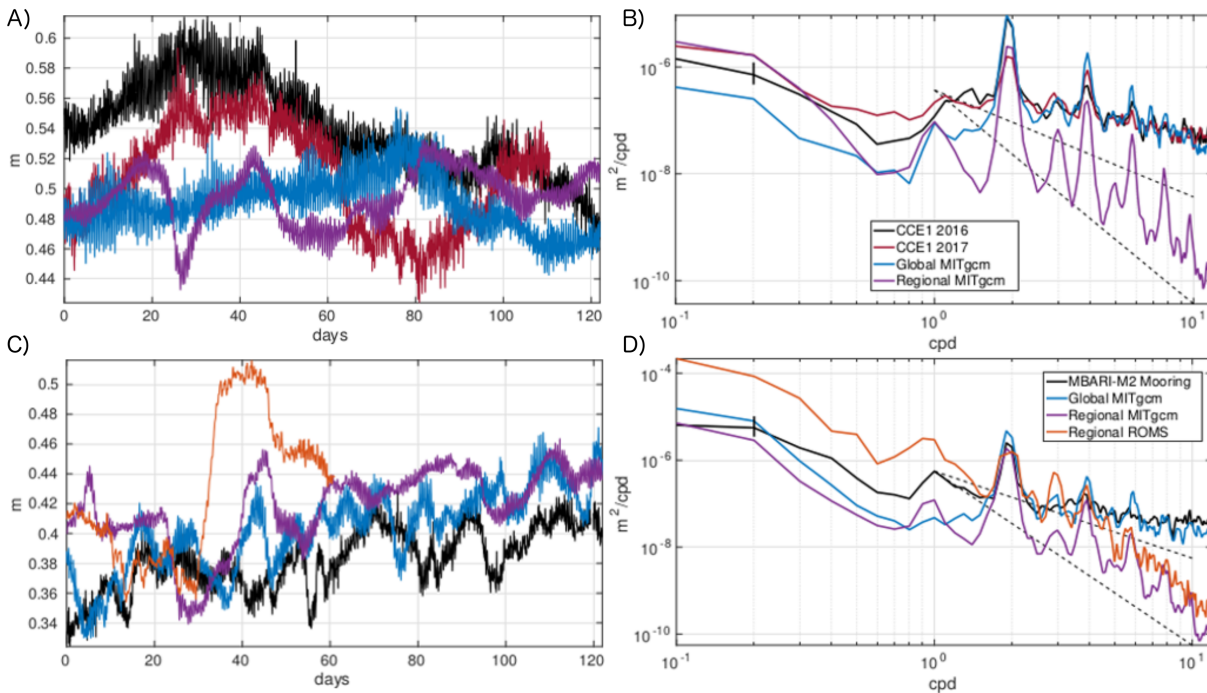 A)
0.6
0.58
0.56
0.54
0.52
0.5
0.48
0.46
0.44
m
0 20 40 60 80 100 120
days
B)
10^-6
10^-8
10^-10
m^2/cpd
CCE1 2016
CCE1 2017
Global MITgcm
Regional MITgcm
10^-1 10^0 10^1
cpd
C)
0.5
0.48
0.46
0.44
0.42
0.4
0.38
0.36
0.34
m
0 20 40 60 80 100 120
days
D)
10^-4
10^-6
10^-8
10^-10
m^2/cpd
MBARI-M2 Mooring
Global MITgcm
Regional MITgcm
Regional ROMS
10^-1 10^0 10^1
cpd